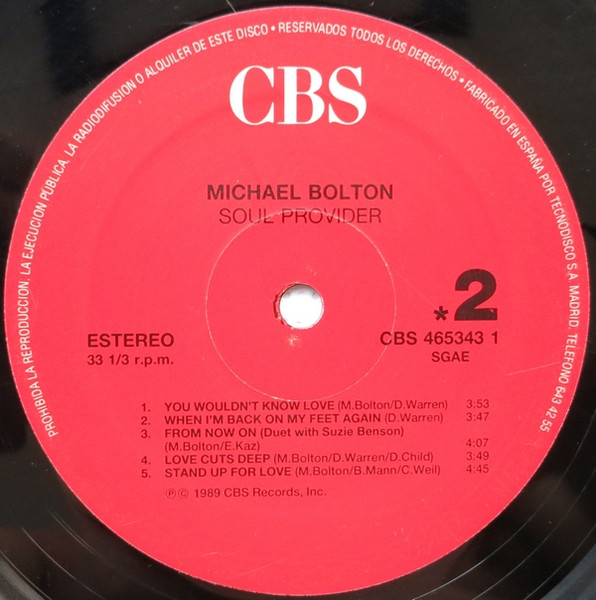 PROHIBIDA LA REPRODUCCION, LA EJECUCION PÚBLICA, LA RADIODIFUSION O ALQUILER DE ESTE DISCO • RESERVADOS TODOS LOS DERECHOS • FABRICADO EN ESPAÑA POR TECNODISCO S.A. MADRID. TELEFONO 643 42 55
CBS
MICHAEL BOLTON
SOUL PROVIDER
*2
ESTEREO
33 1/3 r.p.m.
CBS 465343 1
SGAE
1. YOU WOULDN'T KNOW LOVE (M.Bolton/D.Warren) 3:53
2. WHEN I'M BACK ON MY FEET AGAIN (D.Warren) 3:47
3. FROM NOW ON (Duet with Suzie Benson)
(M.Bolton/E.Kaz) 4:07
4. LOVE CUTS DEEP (M.Bolton/D.Warren/D.Child) 3:49
5. STAND UP FOR LOVE (M.Bolton/B.Mann/C.Weil) 4:45
℗© 1989 CBS Records, Inc.